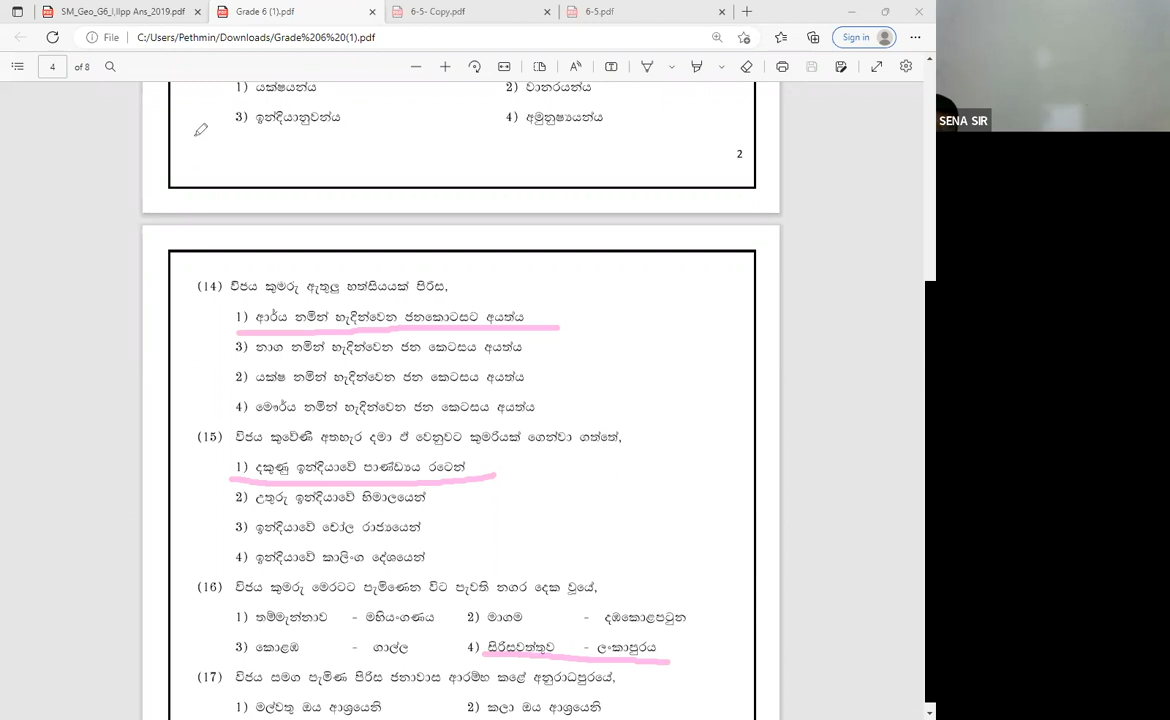 SM_Geo_G6_I,IIpp Ans_2019.pdf
Grade 6 (1).pdf
6-5- Copy.pdf
6-5.pdf
File
C:/Users/Pethmin/Downloads/Grade%206%20(1).pdf
Sign in
4 of 8
SENA SIR
1) යක්ෂයන්ය 2) වානරයන්ය
3) ඉන්දියානුවන්ය 4) අමුනුෂ්‍යයන්ය
2
(14) විජය කුමරු ඇතුලු හත්සියයක් පිරිස,
1) ආර්ය නමින් හැදින්වෙන ජනකොටසට අයත්ය
3) නාග නමින් හැදින්වෙන ජන කෙටසය අයත්ය
2) යක්ෂ නමින් හැදින්වෙන ජන කෙටසය අයත්ය
4) මෞර්ය නමින් හැදින්වෙන ජන කෙටසය අයත්ය
(15) විජය කුවේණි අතහැර දමා ඒ වෙනුවට කුමරියක් ගෙන්වා ගත්තේ,
1) දකුණු ඉන්දියාවේ පාණ්ඩ්‍යය රටෙන්
2) උතුරු ඉන්දියාවේ හිමාලයෙන්
3) ඉන්දියාවේ චෝල රාජ්‍යයෙන්
4) ඉන්දියාවේ කාලිංග දේශයෙන්
(16) විජය කුමරු මෙරටට පැමිණෙන විට පැවති නගර දෙක වූයේ,
1) තම්මැන්නාව - මහියංගණය 2) මාගම - දඹකොළපටුන
3) කොළඹ - ගාල්ල 4) සිරිසවත්තුව - ලංකාපුරය
(17) විජය සමග පැමිණ පිරිස ජනාවාස ආරම්භ කළේ අනුරාධපුරයේ,
1) මල්වතු ඔය ආශ්‍රයෙනි 2) කලා ඔය ආශ්‍රයෙනි